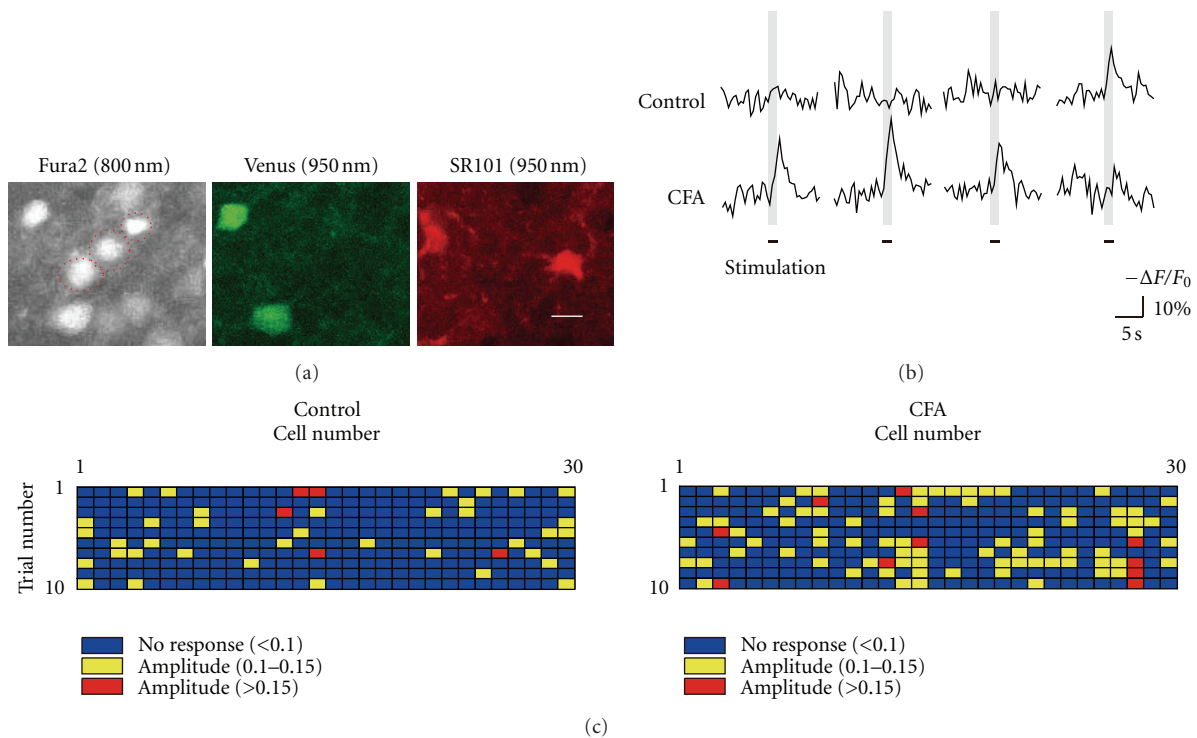 Fura2 (800 nm)
Venus (950 nm)
SR101 (950 nm)
(a)
Control
CFA
Stimulation
−ΔF/F0
10%
5 s
(b)
Control
Cell number
1
30
Trial number
1
10
No response (<0.1)
Amplitude (0.1–0.15)
Amplitude (>0.15)
CFA
Cell number
1
30
1
10
No response (<0.1)
Amplitude (0.1–0.15)
Amplitude (>0.15)
(c)